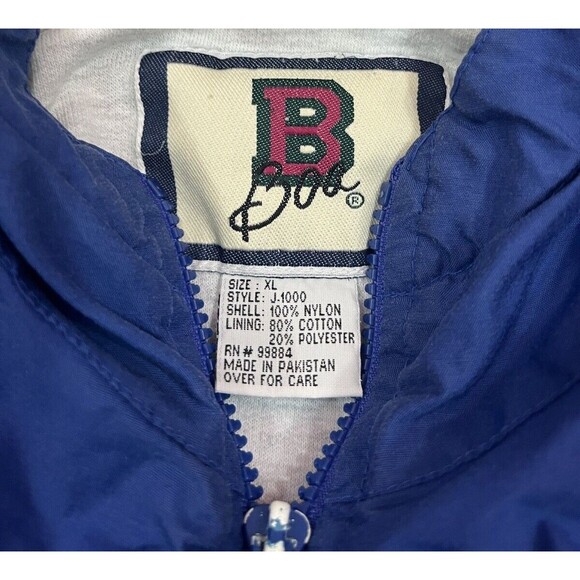 B
Boa ®
SIZE : XL
STYLE: J-1000
SHELL: 100% NYLON
LINING: 80% COTTON
20% POLYESTER
RN# 99884
MADE IN PAKISTAN
OVER FOR CARE